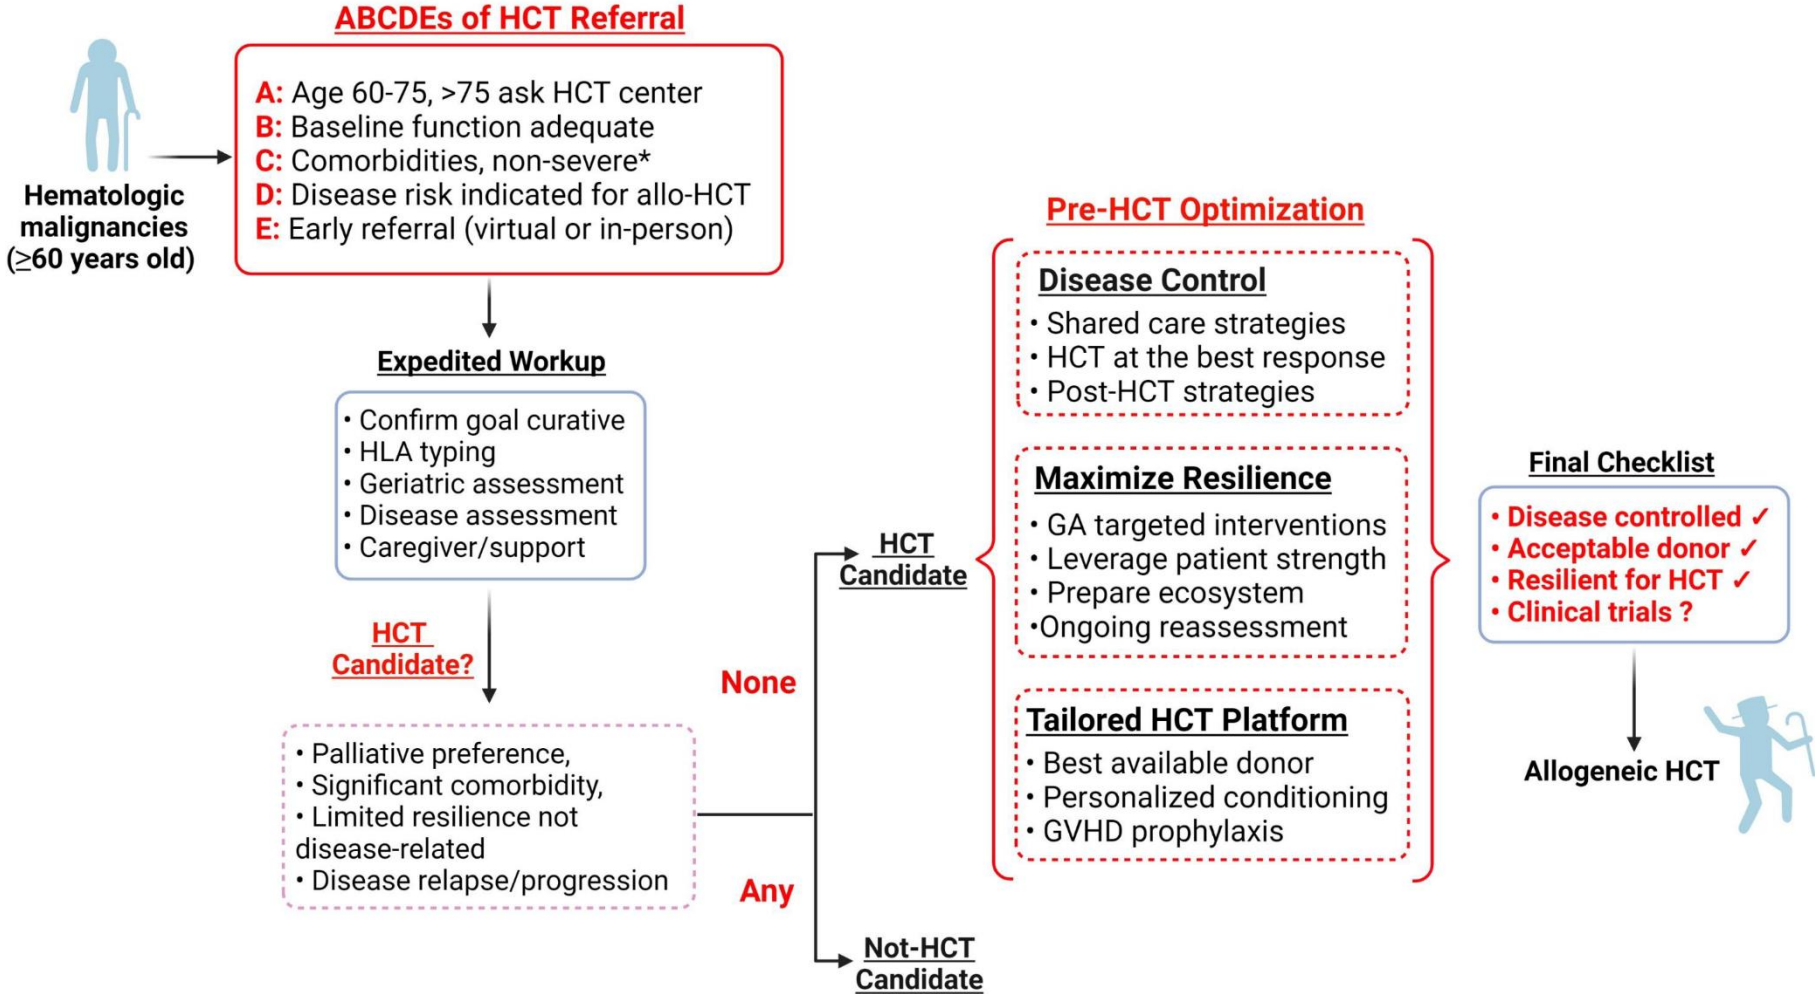 ABCDEs of HCT Referral
A: Age 60-75, >75 ask HCT center
B: Baseline function adequate
C: Comorbidities, non-severe*
D: Disease risk indicated for allo-HCT
E: Early referral (virtual or in-person)
Hematologic
malignancies
(≥60 years old)
Expedited Workup
• Confirm goal curative
• HLA typing
• Geriatric assessment
• Disease assessment
• Caregiver/support
HCT
Candidate?
• Palliative preference,
• Significant comorbidity,
• Limited resilience not
disease-related
• Disease relapse/progression
None
Any
HCT
Candidate
Not-HCT
Candidate
Pre-HCT Optimization
Disease Control
• Shared care strategies
• HCT at the best response
• Post-HCT strategies
Maximize Resilience
• GA targeted interventions
• Leverage patient strength
• Prepare ecosystem
•Ongoing reassessment
Tailored HCT Platform
• Best available donor
• Personalized conditioning
• GVHD prophylaxis
Final Checklist
• Disease controlled ✓
• Acceptable donor ✓
• Resilient for HCT ✓
• Clinical trials ?
Allogeneic HCT